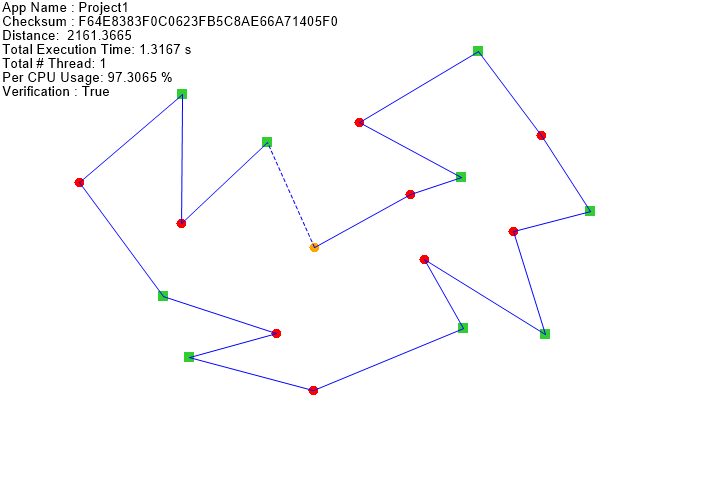 App Name : Project1
Checksum : F64E8383F0C0623FB5C8AE66A71405F0
Distance:  2161.3665
Total Execution Time: 1.3167 s
Total # Thread: 1
Per CPU Usage: 97.3065 %
Verification : True